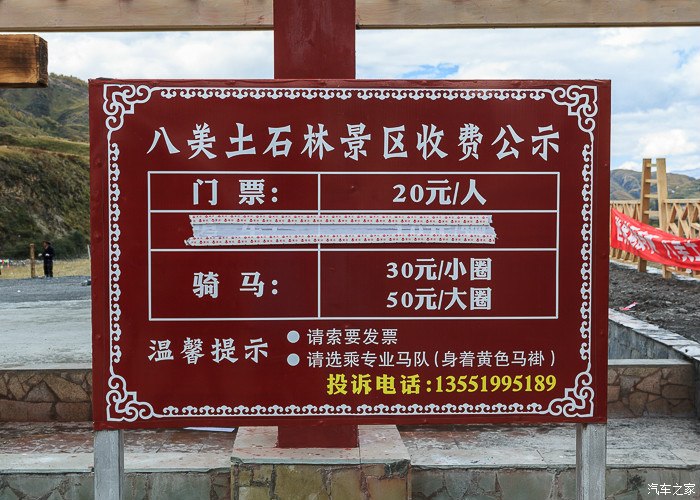 八美土石林景区收费公示
门票： 20元/人
骑马： 30元/小圈
50元/大圈
温馨提示
● 请索要发票
● 请选乘专业马队(身着黄色马褂)
投诉电话:13551995189
汽车之家